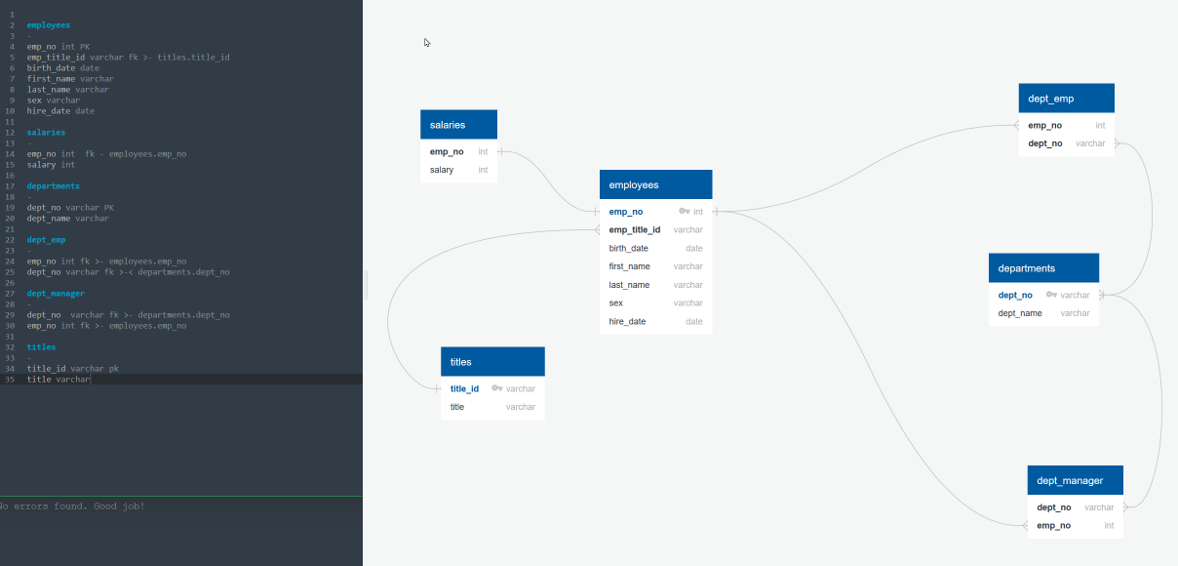 1
2 employees
3 -
4 emp_no int PK
5 emp_title_id varchar fk >- titles.title_id
6 birth_date date
7 first_name varchar
8 last_name varchar
9 sex varchar
10 hire_date date
11
12 salaries
13 -
14 emp_no int  fk - employees.emp_no
15 salary int
16
17 departments
18 -
19 dept_no varchar PK
20 dept_name varchar
21
22 dept_emp
23 -
24 emp_no int fk >- employees.emp_no
25 dept_no varchar fk >-< departments.dept_no
26
27 dept_manager
28 -
29 dept_no  varchar fk >- departments.dept_no
30 emp_no int fk >- employees.emp_no
31
32 titles
33 -
34 title_id varchar pk
35 title varchar
No errors found. Good job!
salaries
emp_no int
salary int
employees
emp_no int
emp_title_id varchar
birth_date date
first_name varchar
last_name varchar
sex varchar
hire_date date
titles
title_id varchar
title varchar
dept_emp
emp_no int
dept_no varchar
departments
dept_no varchar
dept_name varchar
dept_manager
dept_no varchar
emp_no int